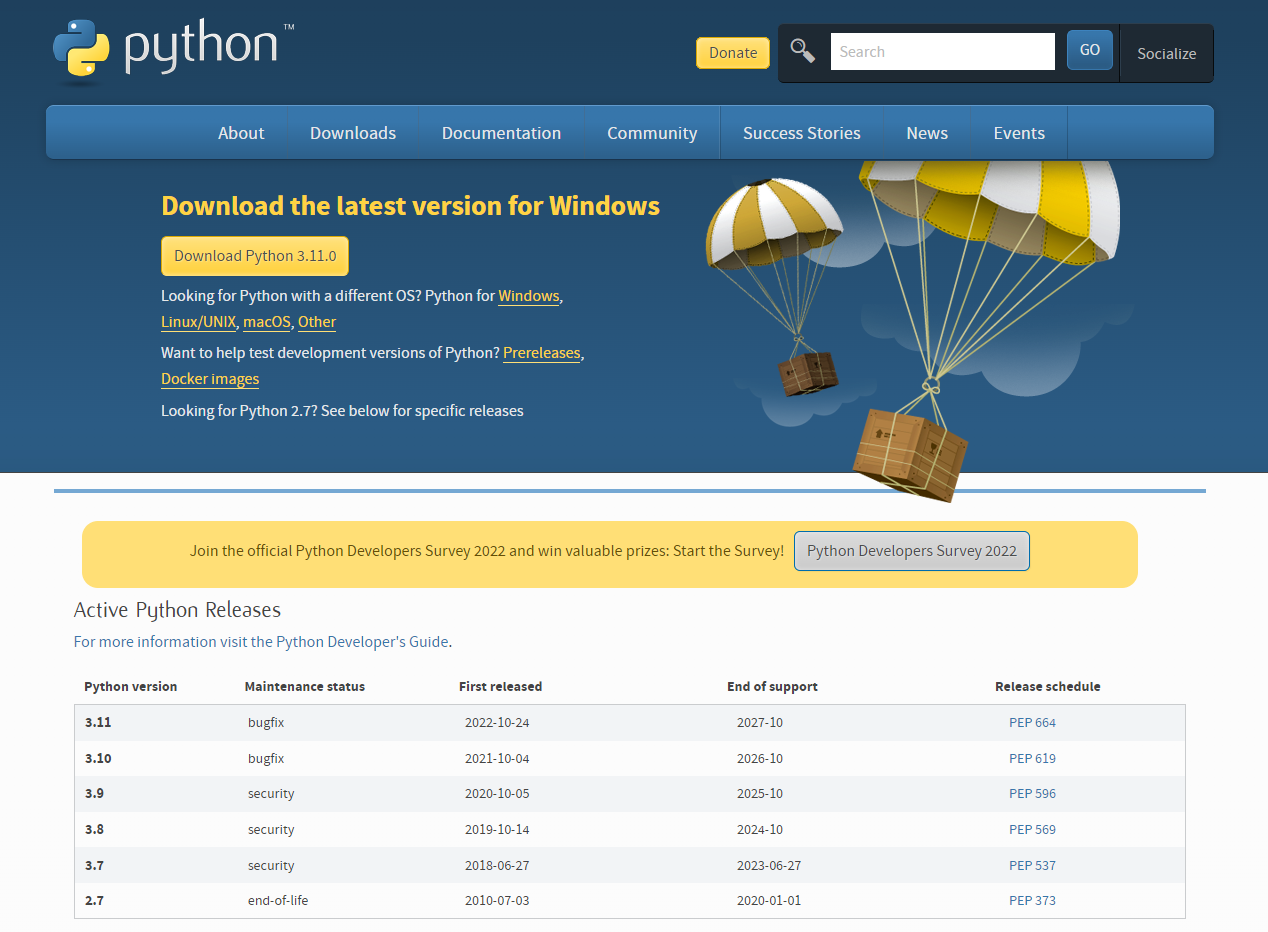 python™
Donate
Search
GO
Socialize
About Downloads Documentation Community Success Stories News Events
Download the latest version for Windows
Download Python 3.11.0
Looking for Python with a different OS? Python for Windows,
Linux/UNIX, macOS, Other
Want to help test development versions of Python? Prereleases,
Docker images
Looking for Python 2.7? See below for specific releases
Join the official Python Developers Survey 2022 and win valuable prizes: Start the Survey! Python Developers Survey 2022
Active Python Releases
For more information visit the Python Developer's Guide.
Python version Maintenance status First released End of support Release schedule
3.11 bugfix 2022-10-24 2027-10 PEP 664
3.10 bugfix 2021-10-04 2026-10 PEP 619
3.9 security 2020-10-05 2025-10 PEP 596
3.8 security 2019-10-14 2024-10 PEP 569
3.7 security 2018-06-27 2023-06-27 PEP 537
2.7 end-of-life 2010-07-03 2020-01-01 PEP 373